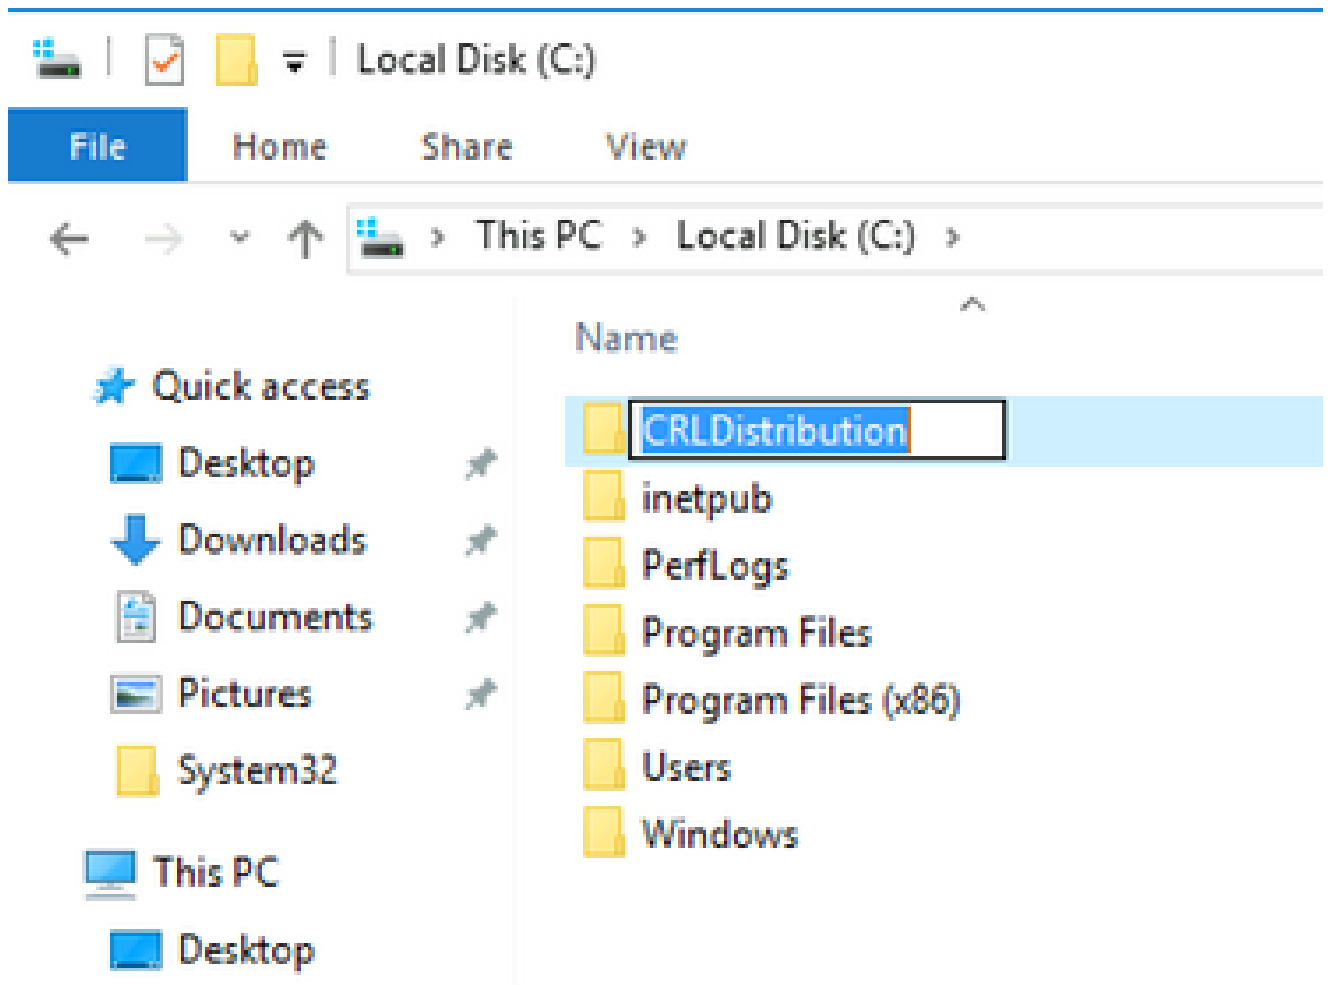 Local Disk (C:)
File Home Share View
This PC > Local Disk (C:) >
Name
Quick access
Desktop
Downloads
Documents
Pictures
System32
This PC
Desktop
CRLDistribution
inetpub
PerfLogs
Program Files
Program Files (x86)
Users
Windows